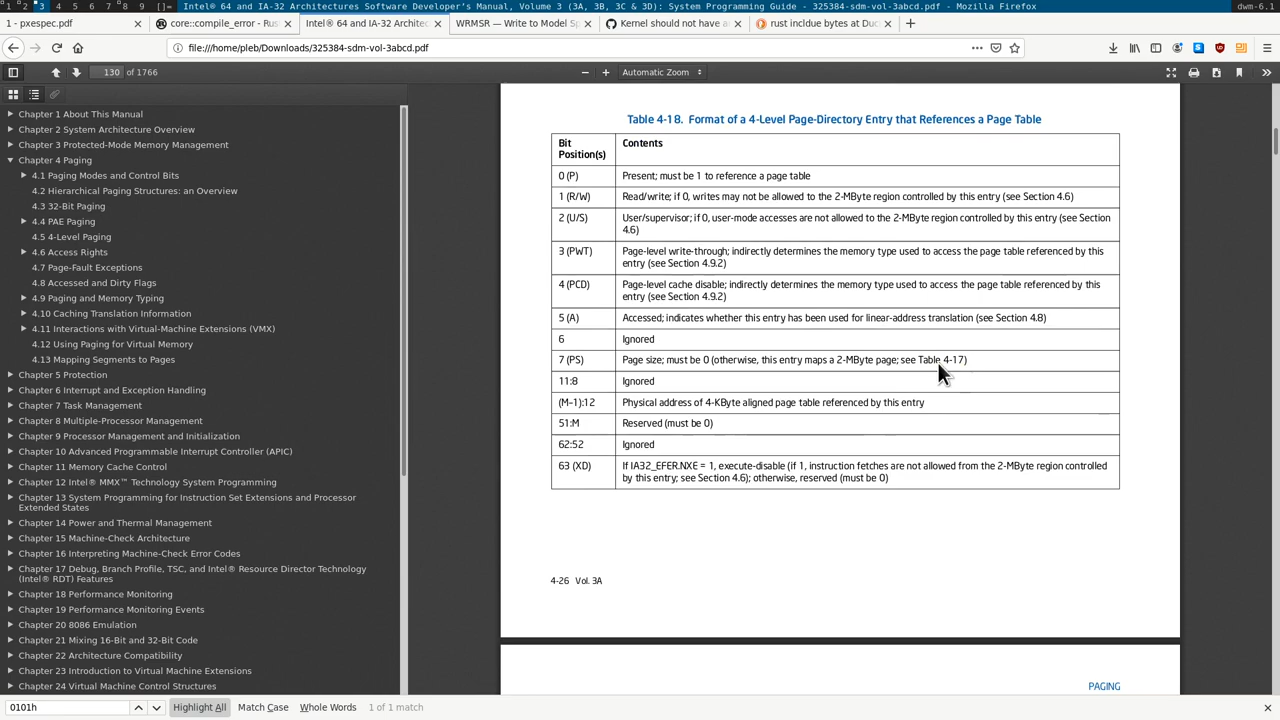 0 1 2 3 4 5 6 7 8 9 []= Intel® 64 and IA-32 Architectures Software Developer's Manual, Volume 3 (3A, 3B, 3C & 3D): System Programming Guide - 325384-sdm-vol-3abcd.pdf - Mozilla Firefox dwm-6.1
1 - pxespec.pdf
core::compile_error - Rus
Intel® 64 and IA-32 Architec
WRMSR — Write to Model Sp
Kernel should not have a
rust incldue bytes at Duc
file:///home/pleb/Downloads/325384-sdm-vol-3abcd.pdf
130 of 1766
Automatic Zoom
Chapter 1 About This Manual
Chapter 2 System Architecture Overview
Chapter 3 Protected-Mode Memory Management
Chapter 4 Paging
4.1 Paging Modes and Control Bits
4.2 Hierarchical Paging Structures: an Overview
4.3 32-Bit Paging
4.4 PAE Paging
4.5 4-Level Paging
4.6 Access Rights
4.7 Page-Fault Exceptions
4.8 Accessed and Dirty Flags
4.9 Paging and Memory Typing
4.10 Caching Translation Information
4.11 Interactions with Virtual-Machine Extensions (VMX)
4.12 Using Paging for Virtual Memory
4.13 Mapping Segments to Pages
Chapter 5 Protection
Chapter 6 Interrupt and Exception Handling
Chapter 7 Task Management
Chapter 8 Multiple-Processor Management
Chapter 9 Processor Management and Initialization
Chapter 10 Advanced Programmable Interrupt Controller (APIC)
Chapter 11 Memory Cache Control
Chapter 12 Intel® MMX™ Technology System Programming
Chapter 13 System Programming for Instruction Set Extensions and Processor
Extended States
Chapter 14 Power and Thermal Management
Chapter 15 Machine-Check Architecture
Chapter 16 Interpreting Machine-Check Error Codes
Chapter 17 Debug, Branch Profile, TSC, and Intel® Resource Director Technology
(Intel® RDT) Features
Chapter 18 Performance Monitoring
Chapter 19 Performance Monitoring Events
Chapter 20 8086 Emulation
Chapter 21 Mixing 16-Bit and 32-Bit Code
Chapter 22 Architecture Compatibility
Chapter 23 Introduction to Virtual Machine Extensions
Chapter 24 Virtual Machine Control Structures
Table 4-18. Format of a 4-Level Page-Directory Entry that References a Page Table
Bit
Position(s)
Contents
0 (P) Present; must be 1 to reference a page table
1 (R/W) Read/write; if 0, writes may not be allowed to the 2-MByte region controlled by this entry (see Section 4.6)
2 (U/S) User/supervisor; if 0, user-mode accesses are not allowed to the 2-MByte region controlled by this entry (see Section
4.6)
3 (PWT) Page-level write-through; indirectly determines the memory type used to access the page table referenced by this
entry (see Section 4.9.2)
4 (PCD) Page-level cache disable; indirectly determines the memory type used to access the page table referenced by this
entry (see Section 4.9.2)
5 (A) Accessed; indicates whether this entry has been used for linear-address translation (see Section 4.8)
6 Ignored
7 (PS) Page size; must be 0 (otherwise, this entry maps a 2-MByte page; see Table 4-17)
11:8 Ignored
(M–1):12 Physical address of 4-KByte aligned page table referenced by this entry
51:M Reserved (must be 0)
62:52 Ignored
63 (XD) If IA32_EFER.NXE = 1, execute-disable (if 1, instruction fetches are not allowed from the 2-MByte region controlled
by this entry; see Section 4.6); otherwise, reserved (must be 0)
4-26 Vol. 3A
PAGING
0101h
Highlight All Match Case Whole Words 1 of 1 match